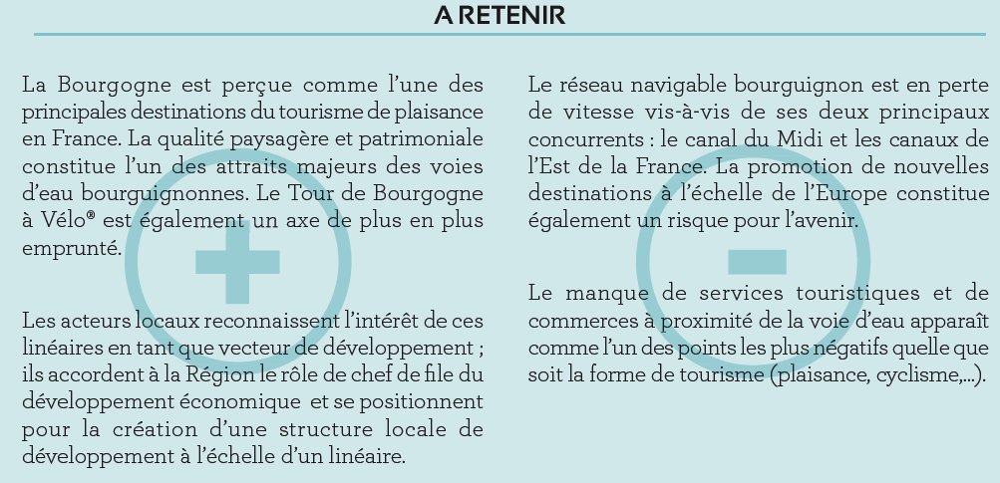 A RETENIR
La Bourgogne est perçue comme l'une des
principales destinations du tourisme de plaisance
en France. La qualité paysagère et patrimoniale
constitue l'un des attraits majeurs des voies
d'eau bourguignonnes. Le Tour de Bourgogne
à Vélo® est également un axe de plus en plus
emprunté.
Les acteurs locaux reconnaissent l'intérêt de ces
linéaires en tant que vecteur de développement ;
ils accordent à la Région le rôle de chef de file du
développement économique et se positionnent
pour la création d'une structure locale de
développement à l'échelle d'un linéaire.
Le réseau navigable bourguignon est en perte
de vitesse vis-à-vis de ses deux principaux
concurrents : le canal du Midi et les canaux de
l'Est de la France. La promotion de nouvelles
destinations à l'échelle de l'Europe constitue
également un risque pour l'avenir.
Le manque de services touristiques et de
commerces à proximité de la voie d'eau apparaît
comme l'un des points les plus négatifs quelle que
soit la forme de tourisme (plaisance, cyclisme,...).